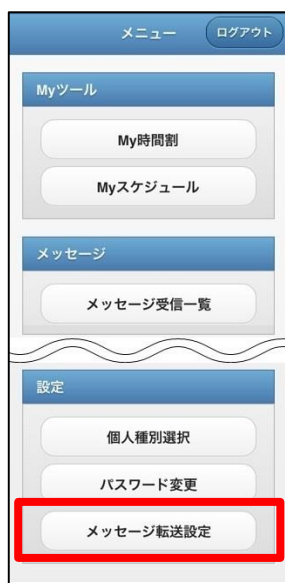 メニュー
ログアウト
Myツール
My時間割
Myスケジュール
メッセージ
メッセージ受信一覧
設定
個人種別選択
パスワード変更
メッセージ転送設定